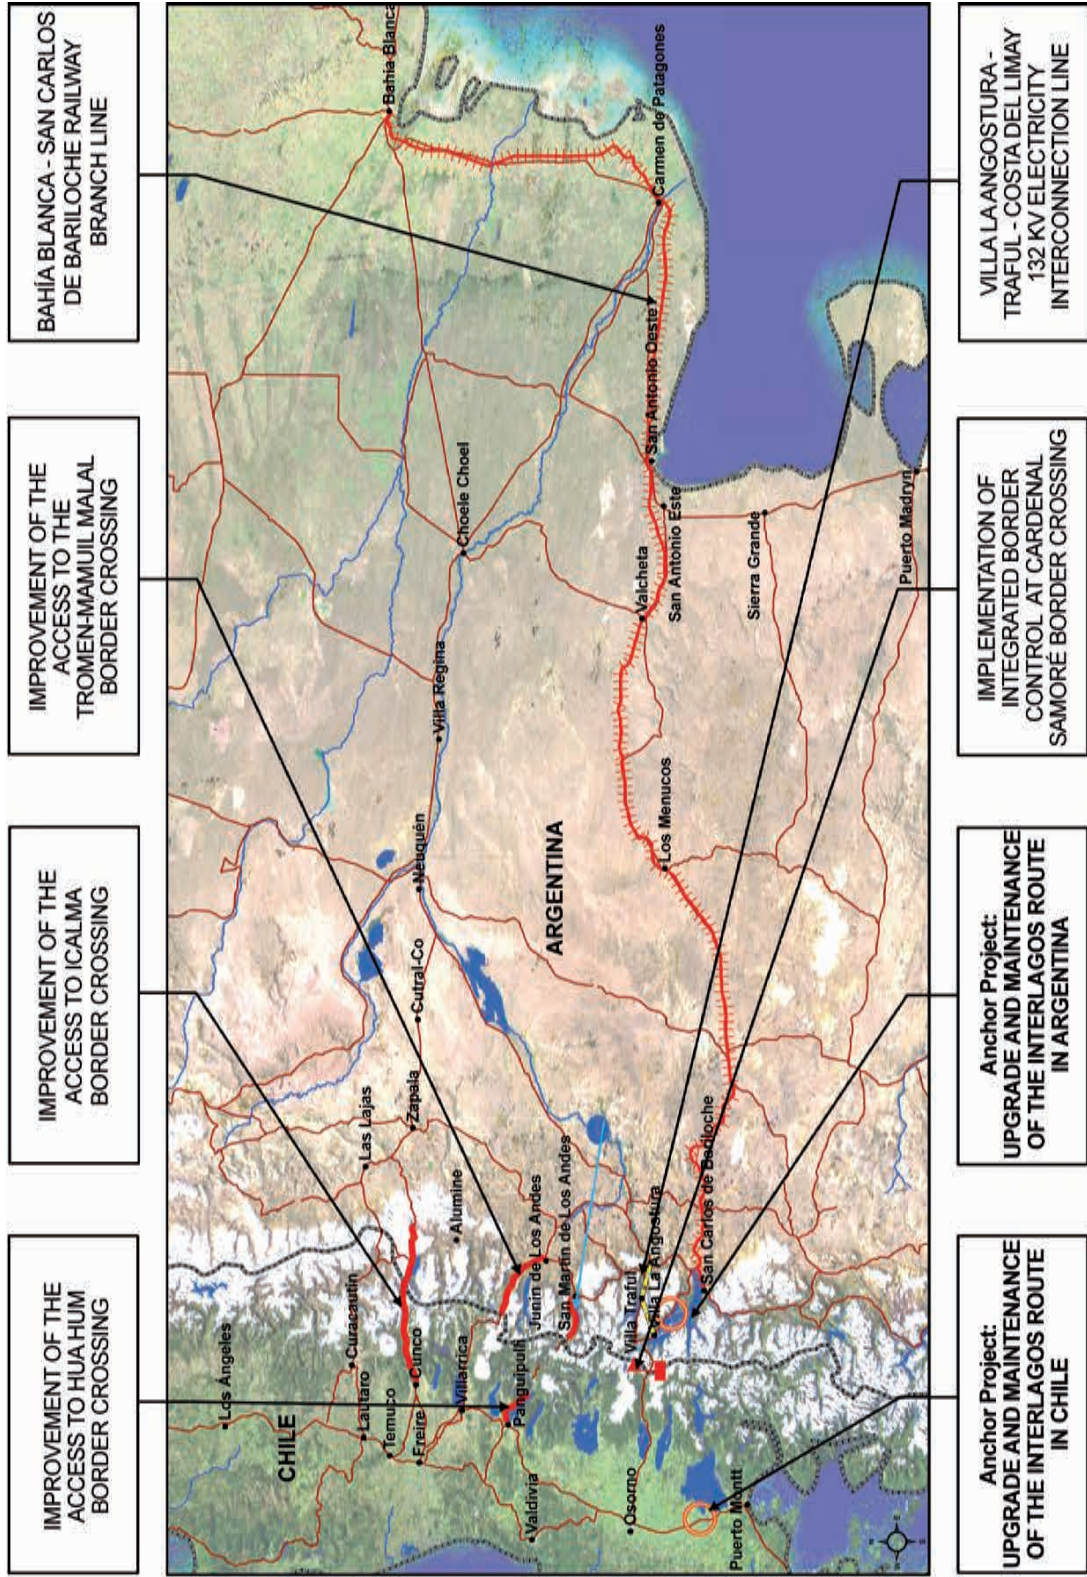 IMPROVEMENT OF THE
ACCESS TO HUA HUM
BORDER CROSSING
IMPROVEMENT OF THE
ACCESS TO ICALMA
BORDER CROSSING
IMPROVEMENT OF THE
ACCESS TO THE
TROMEN-MAMUIL MALAL
BORDER CROSSING
BAHÍA BLANCA - SAN CARLOS
DE BARILOCHE RAILWAY
BRANCH LINE
Los Ángeles
CHILE
Curacautín
Lautaro
Temuco
Cunco
Freire
Villarrica
Panguipulli
Valdivia
Osorno
Puerto Montt
Las Lajas
Zapala
Alumine
Junín de Los Andes
San Martín de Los Andes
Villa Traful
Villa La Angostura
San Carlos de Bariloche
Cutral-Co
Neuquén
ARGENTINA
Villa Regina
Choele Choel
Los Menucos
Valcheta
San Antonio Este
San Antonio Oeste
Sierra Grande
Puerto Madryn
Carmen de Patagones
Bahía Blanca
N
E
S
W
Anchor Project:
UPGRADE AND MAINTENANCE
OF THE INTERLAGOS ROUTE
IN CHILE
Anchor Project:
UPGRADE AND MAINTENANCE
OF THE INTERLAGOS ROUTE
IN ARGENTINA
IMPLEMENTATION OF
INTEGRATED BORDER
CONTROL AT CARDENAL
SAMORÉ BORDER CROSSING
VILLA LA ANGOSTURA -
TRAFUL - COSTA DEL LIMAY
132 KV ELECTRICITY
INTERCONNECTION LINE